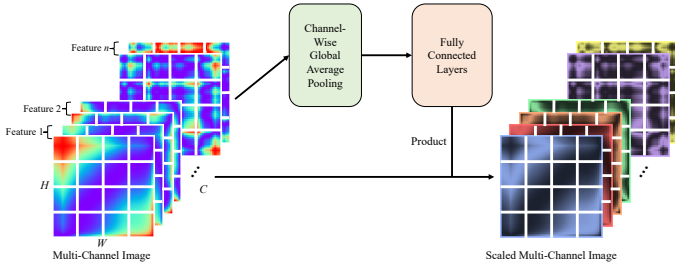 Feature n
Channel-
Wise
Global
Average
Pooling
Fully
Connected
Layers
Feature 2
Feature 1
Product
H
C
W
Multi-Channel Image
Scaled Multi-Channel Image